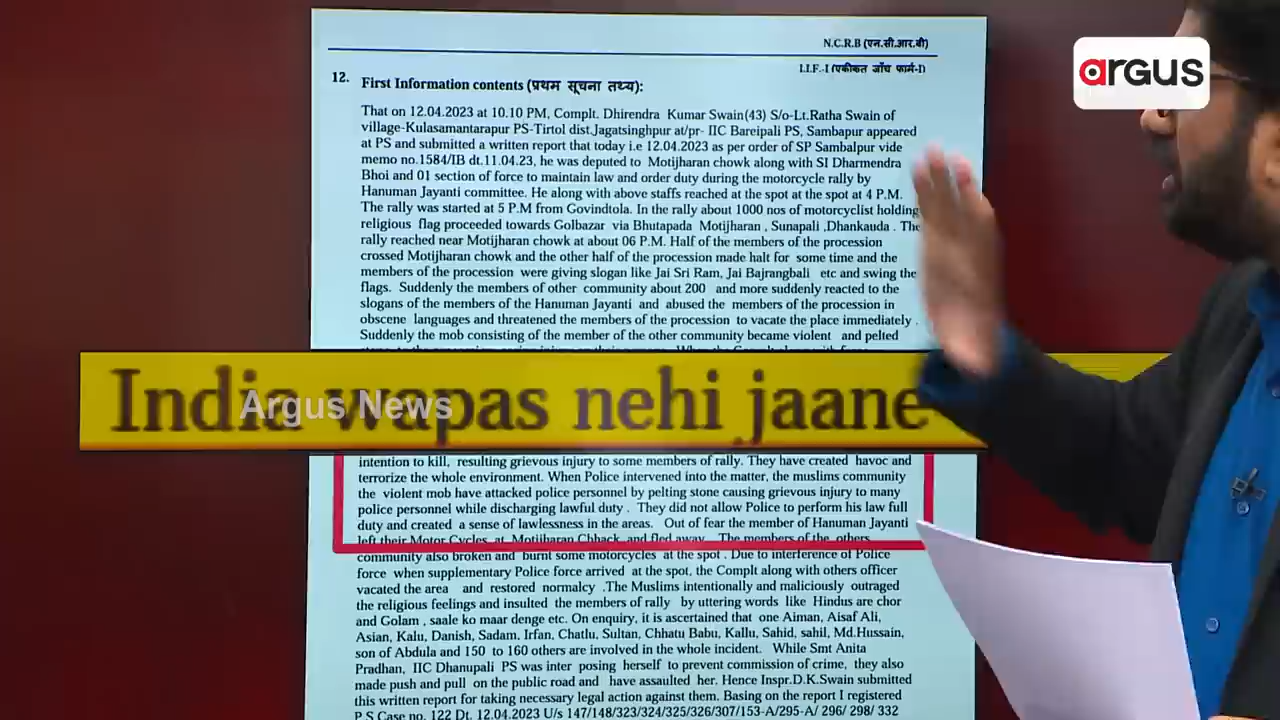 N.C.R.B (एन.सी.आर.बी)
I.I.F.-I (एकीकृत जाँच फार्म-I)
argus
12. First Information contents (प्रथम सूचना तथ्य):
That on 12.04.2023 at 10.10 PM, Complt. Dhirendra Kumar Swain(43) S/o-Lt.Ratha Swain of
village-Kulasamantarapur PS-Tirtol dist.Jagatsinghpur at/pr- IIC Bareipali PS, Sambapur appeared
at PS and submitted a written report that today i.e 12.04.2023 as per order of SP Sambalpur vide
memo no.1584/IB dt.11.04.23, he was deputed to Motijharan chowk along with SI Dharmendra
Bhoi and 01 section of force to maintain law and order duty during the motorcycle rally by
Hanuman Jayanti committee. He along with above staffs reached at the spot at the spot at 4 P.M.
The rally was started at 5 P.M from Govindtola. In the rally about 1000 nos of motorcyclist holding
religious flag proceeded towards Golbazar via Bhutapada Motijharan , Sunapali ,Dhankauda . The
rally reached near Motijharan chowk at about 06 P.M. Half of the members of the procession
crossed Motijharan chowk and the other half of the procession made halt for some time and the
members of the procession were giving slogan like Jai Sri Ram, Jai Bajrangbali etc and swing the
flags. Suddenly the members of other community about 200 and more suddenly reacted to the
slogans of the members of the Hanuman Jayanti and abused the members of the procession in
obscene languages and threatened the members of the procession to vacate the place immediately .
Suddenly the mob consisting of the member of the other community became violent and pelted
India wapas nehi jaane
Argus News
intention to kill, resulting grievous injury to some members of rally. They have created havoc and
terrorize the whole environment. When Police intervened into the matter, the muslims community
the violent mob have attacked police personnel by pelting stone causing grievous injury to many
police personnel while discharging lawful duty . They did not allow Police to perform his law full
duty and created a sense of lawlessness in the areas. Out of fear the member of Hanuman Jayanti
left their Motor Cycles at Motijharan Chhack and fled away . The members of the others
community also broken and burnt some motorcycles at the spot . Due to interference of Police
force when supplementary Police force arrived at the spot, the Complt along with others officer
vacated the area and restored normalcy .The Muslims intentionally and maliciously outraged
the religious feelings and insulted the members of rally by uttering words like Hindus are chor
and Golam , saale ko maar denge etc. On enquiry, it is ascertained that one Aiman, Aisaf Ali,
Asian, Kalu, Danish, Sadam, Irfan, Chatlu, Sultan, Chhatu Babu, Kallu, Sahid, sahil, Md.Hussain,
son of Abdula and 150 to 160 others are involved in the whole incident. While Smt Anita
Pradhan, IIC Dhanupali PS was inter posing herself to prevent commission of crime, they also
made push and pull on the public road and have assaulted her. Hence Inspr.D.K.Swain submitted
this written report for taking necessary legal action against them. Basing on the report I registered
P.S Case no. 122 Dt. 12.04.2023 U/s 147/148/323/324/325/326/307/153-A/295-A/ 296/ 298/ 332